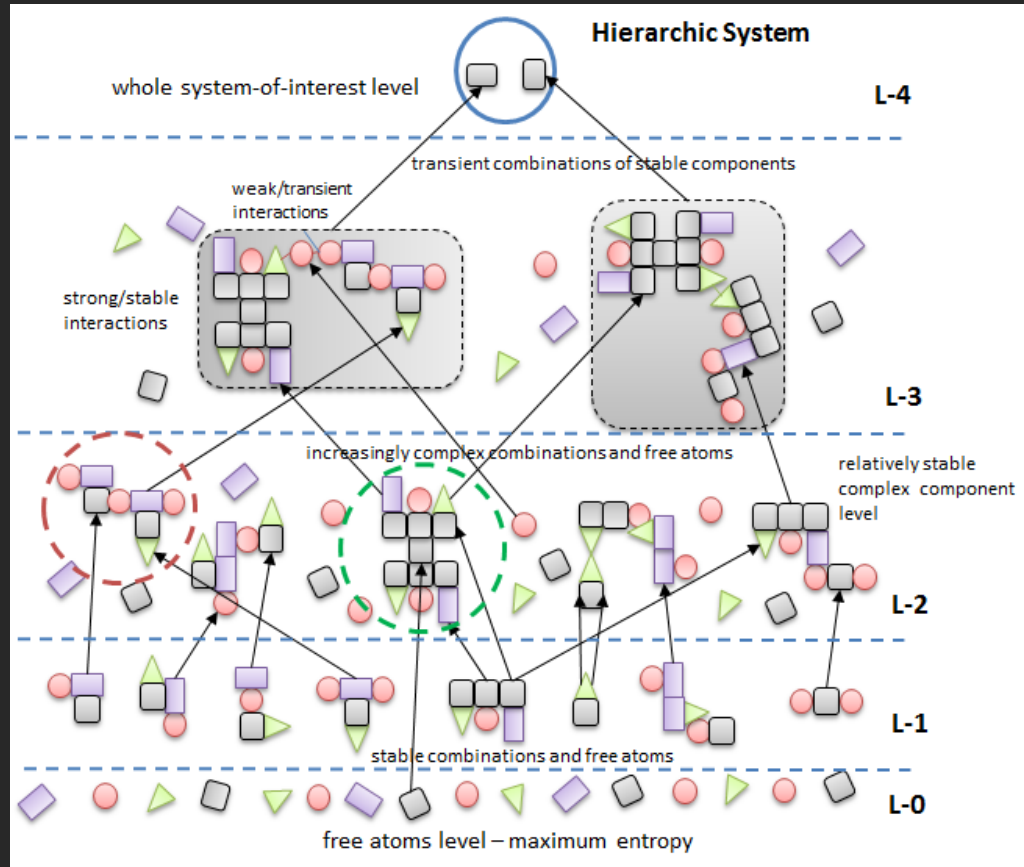 Hierarchic System
whole system-of-interest level
L-4
transient combinations of stable components
weak/transient
interactions
strong/stable
interactions
L-3
increasingly complex combinations and free atoms
relatively stable
complex component
level
L-2
L-1
stable combinations and free atoms
L-0
free atoms level – maximum entropy